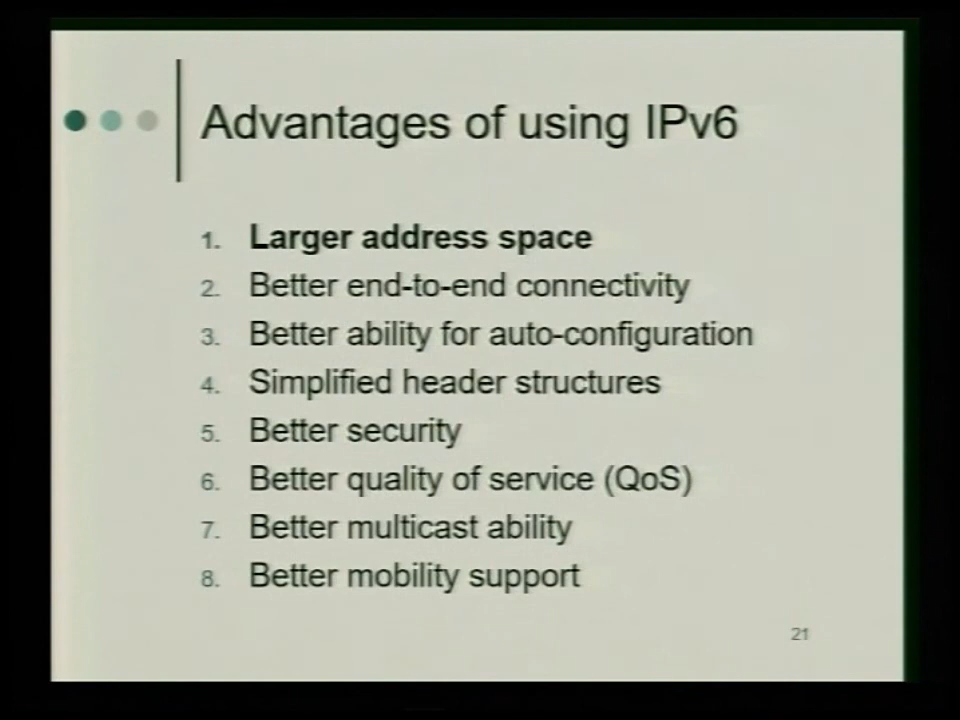 Advantages of using IPv6
1. Larger address space
2. Better end-to-end connectivity
3. Better ability for auto-configuration
4. Simplified header structures
5. Better security
6. Better quality of service (QoS)
7. Better multicast ability
8. Better mobility support
21